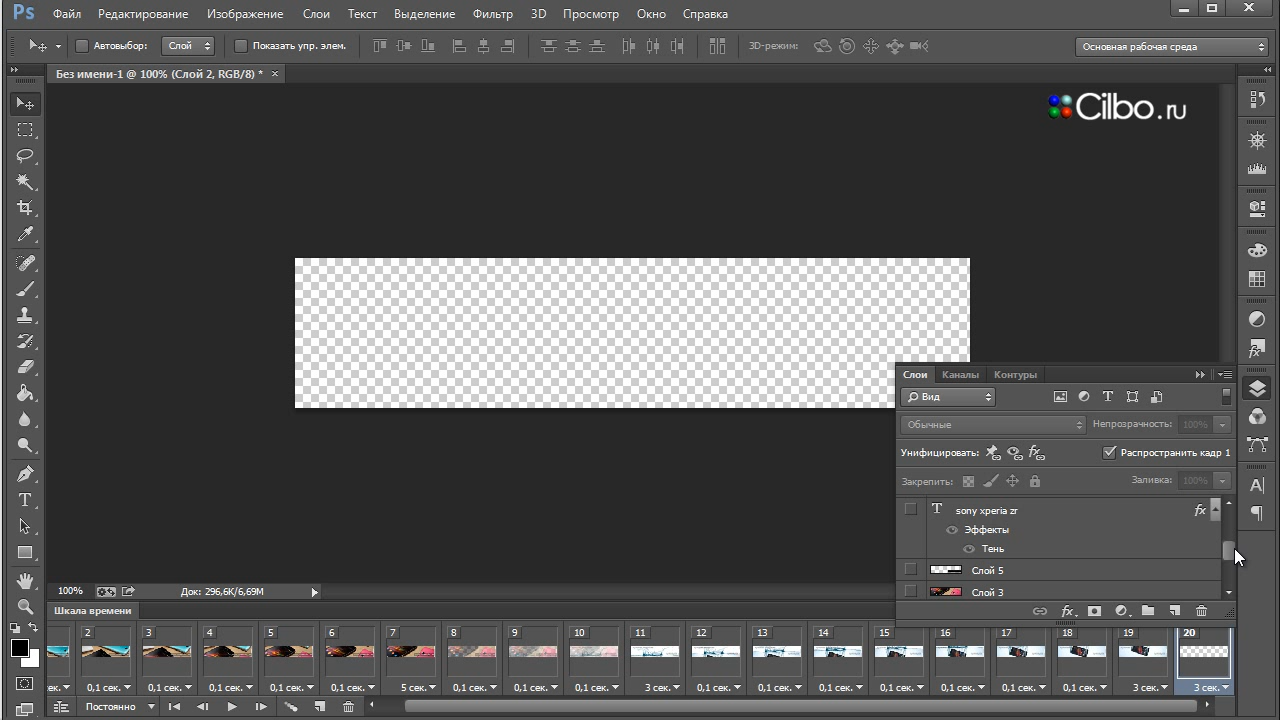 Ps Файл Редактирование Изображение Слои Текст Выделение Фильтр 3D Просмотр Окно Справка
Автовыбор: Слой Показать упр. элем. 3D-режим: Основная рабочая среда
Без имени-1 @ 100% (Слой 2, RGB/8) * ×
Cilbo.ru
Слои Каналы Контуры
Вид
Обычные Непрозрачность: 100%
Унифицировать: Распространить кадр 1
Закрепить: Заливка: 100%
T sony xperia zr fx
Эффекты
Тень
Слой 5
Слой 3
100% Док: 296,6K/6,69M
Шкала времени
2 3 4 5 6 7 8 9 10 11 12 13 14 15 16 17 18 19 20
ек. 0,1 сек. 0,1 сек. 0,1 сек. 0,1 сек. 0,1 сек. 5 сек. 0,1 сек. 0,1 сек. 0,1 сек. 3 сек. 0,1 сек. 0,1 сек. 0,1 сек. 0,1 сек. 0,1 сек. 0,1 сек. 0,1 сек. 3 сек. 3 сек.
Постоянно